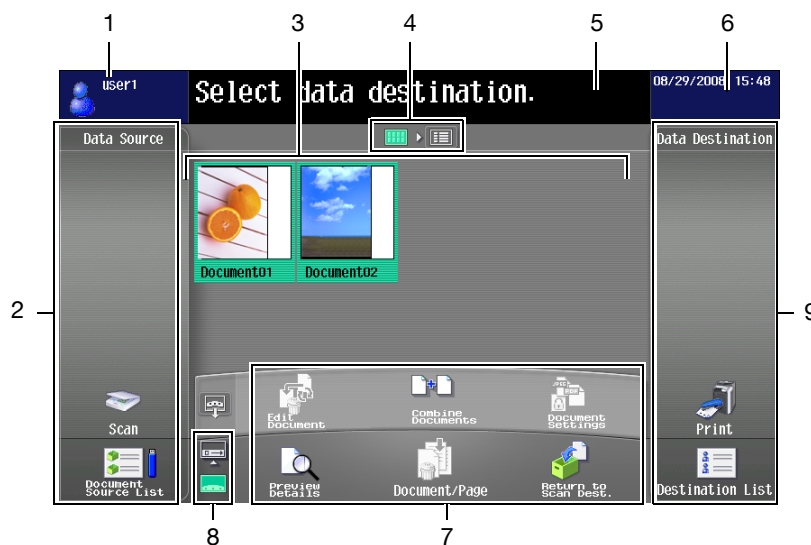 1
3
4
5
6
user1
Select data destination.
08/29/2008 15:48
Data Source
Data Destination
Document01
Document02
2
9
Scan
Edit
Document
Combine
Documents
Document
Settings
Print
Document
Source List
Preview
Details
Document/Page
Return to
Scan Dest.
Destination List
8
7